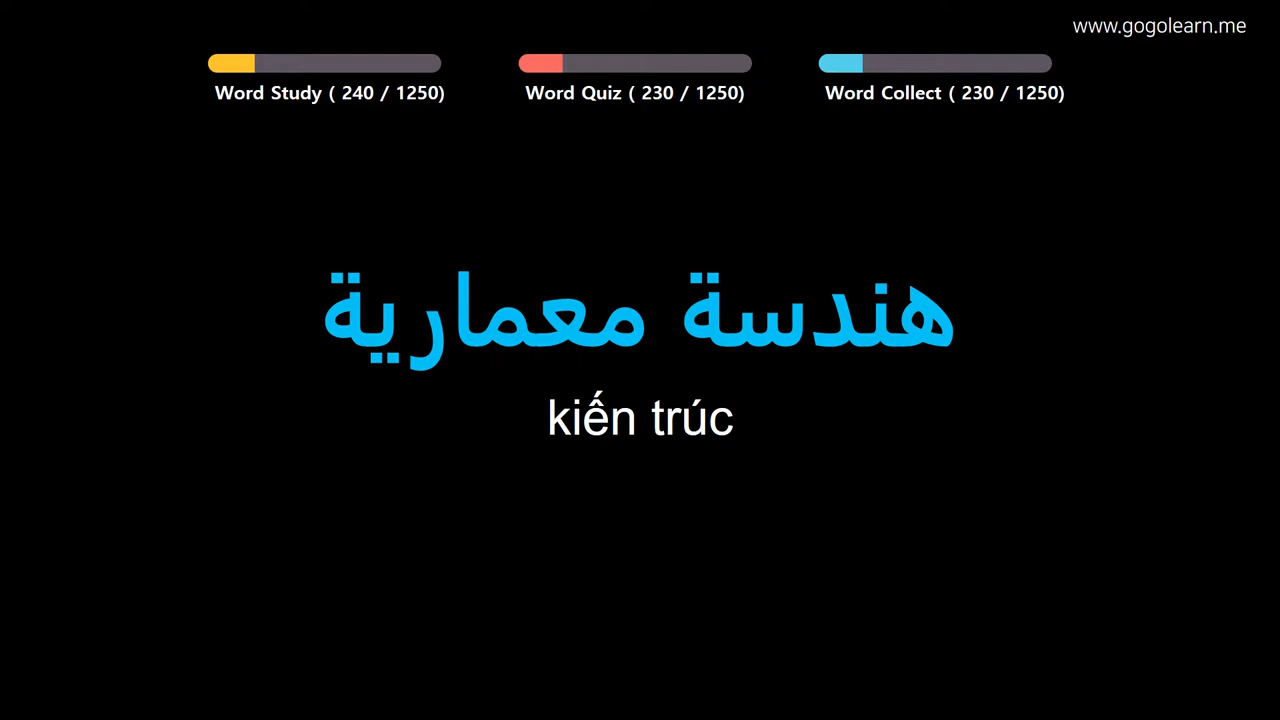 www.gogolearn.me
Word Study ( 240 / 1250)
Word Quiz ( 230 / 1250)
Word Collect ( 230 / 1250)
هندسة معمارية
kiến trúc